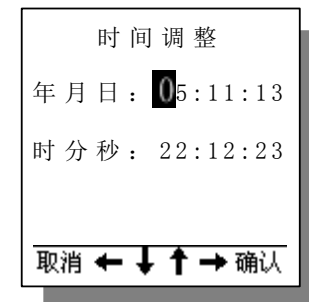 时间调整
年月日：05:11:13
时分秒：22:12:23
取消 ← ↓ ↑ → 确认